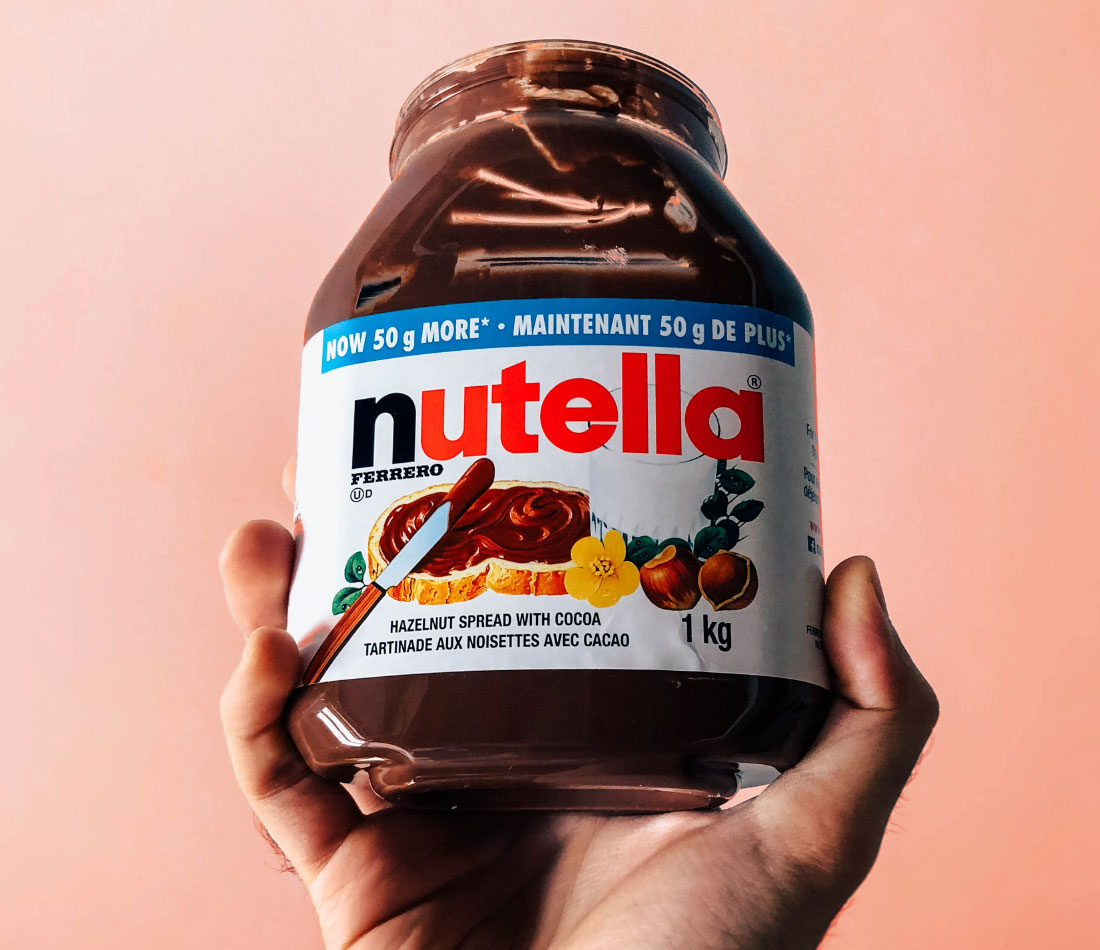 NOW 50 g MORE* • MAINTENANT 50 g DE PLUS*
nutella®
FERRERO
U D
HAZELNUT SPREAD WITH COCOA
TARTINADE AUX NOISETTES AVEC CACAO
1 kg